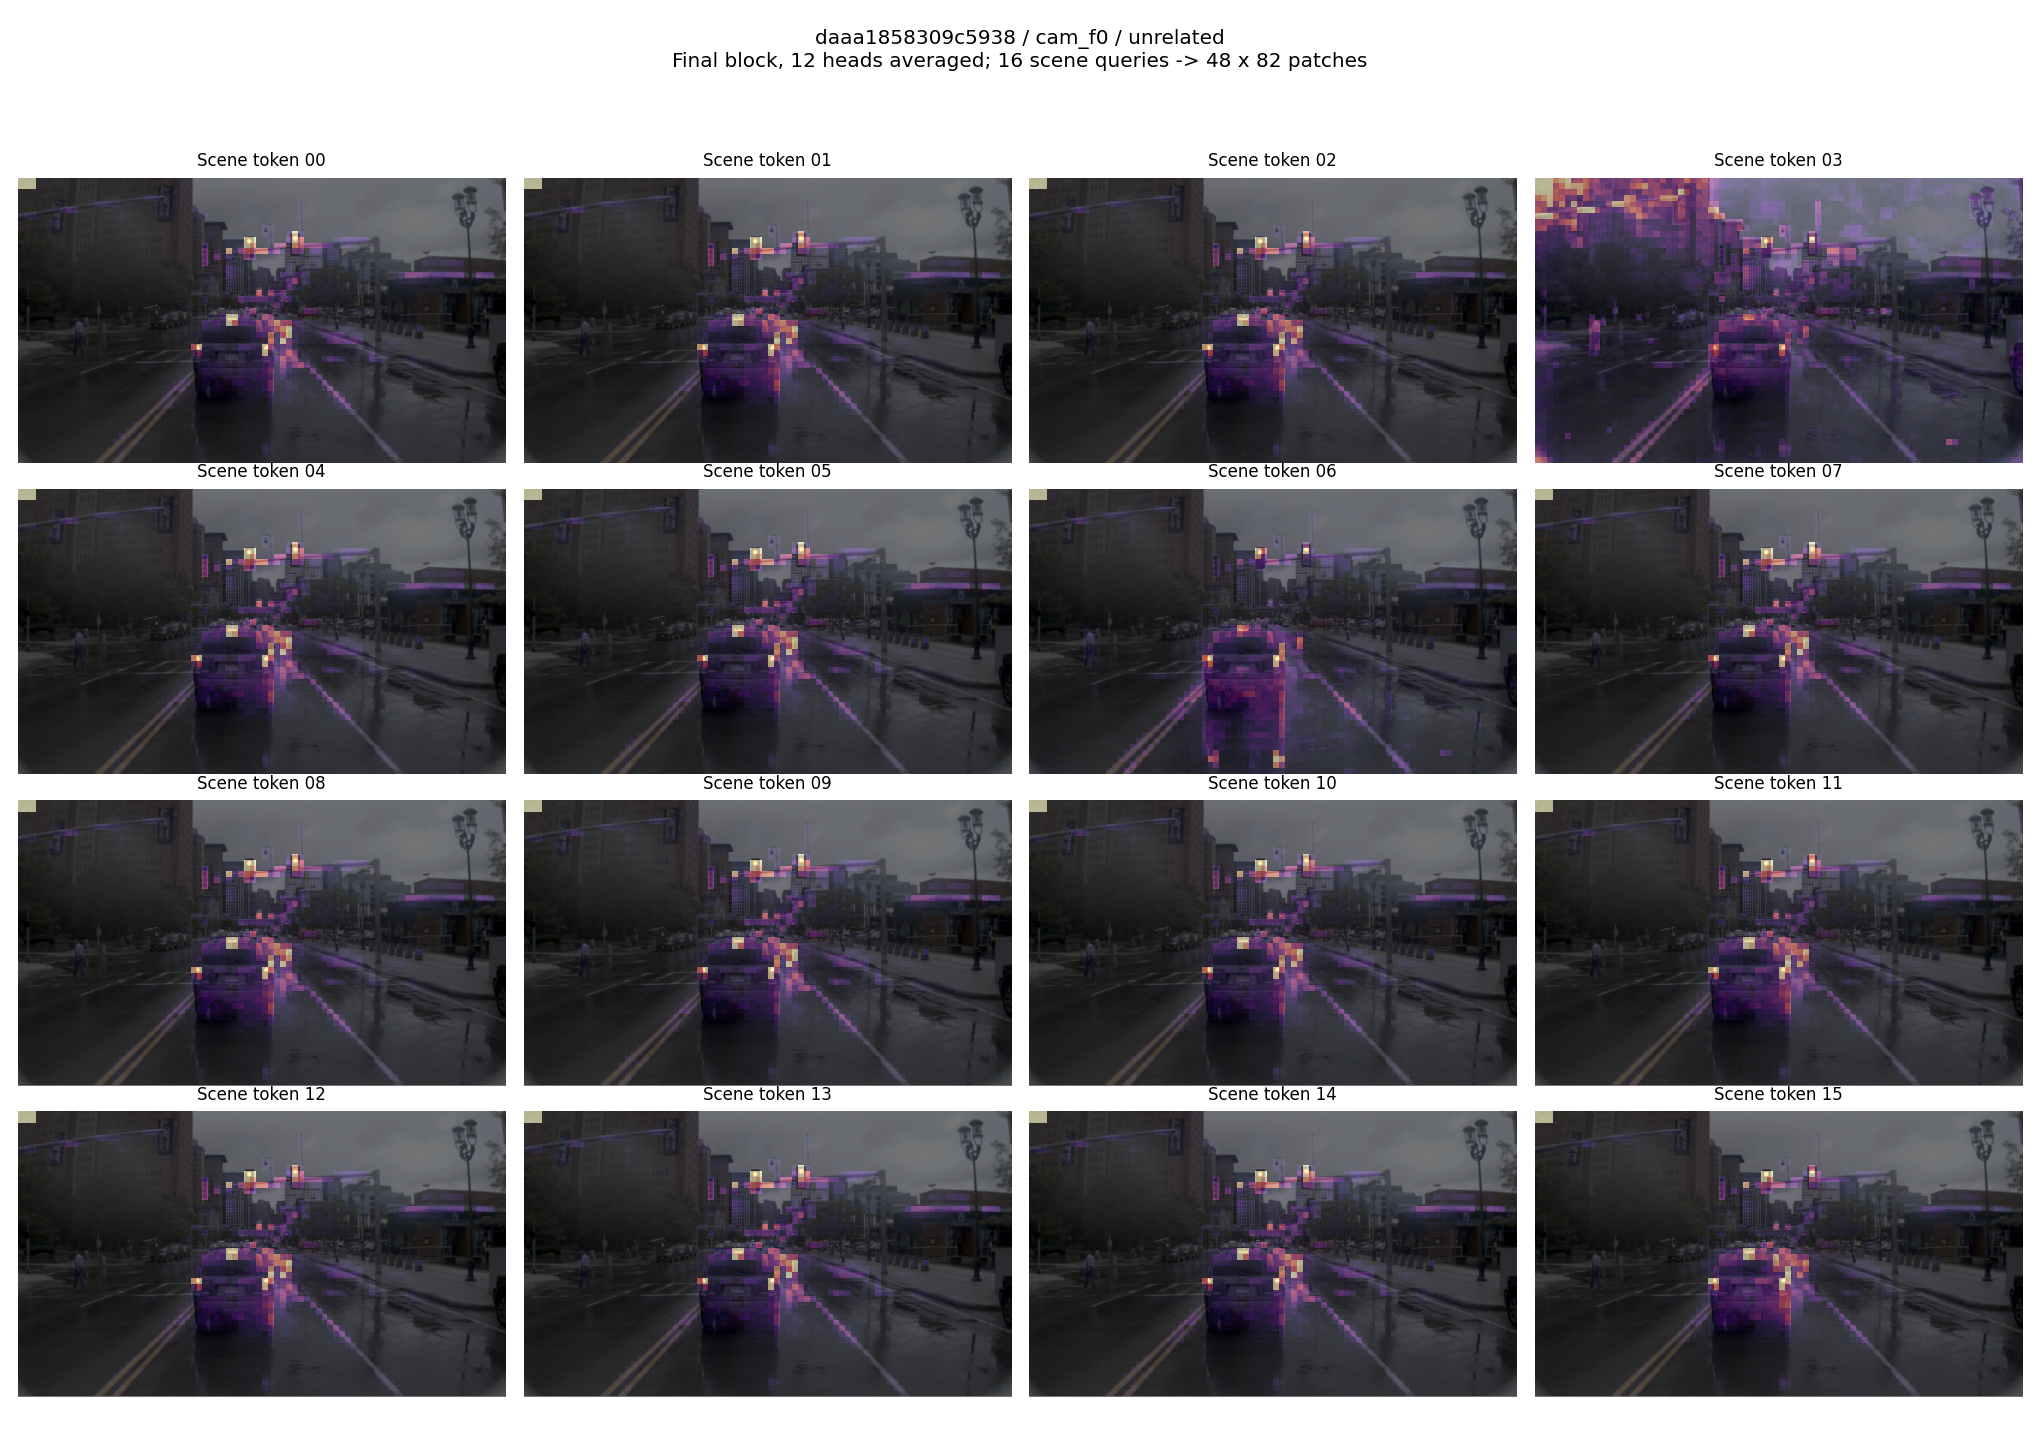 daaa1858309c5938 / cam_f0 / unrelated
Final block, 12 heads averaged; 16 scene queries -> 48 x 82 patches
Scene token 00
Scene token 01
Scene token 02
Scene token 03
Scene token 04
Scene token 05
Scene token 06
Scene token 07
Scene token 08
Scene token 09
Scene token 10
Scene token 11
Scene token 12
Scene token 13
Scene token 14
Scene token 15